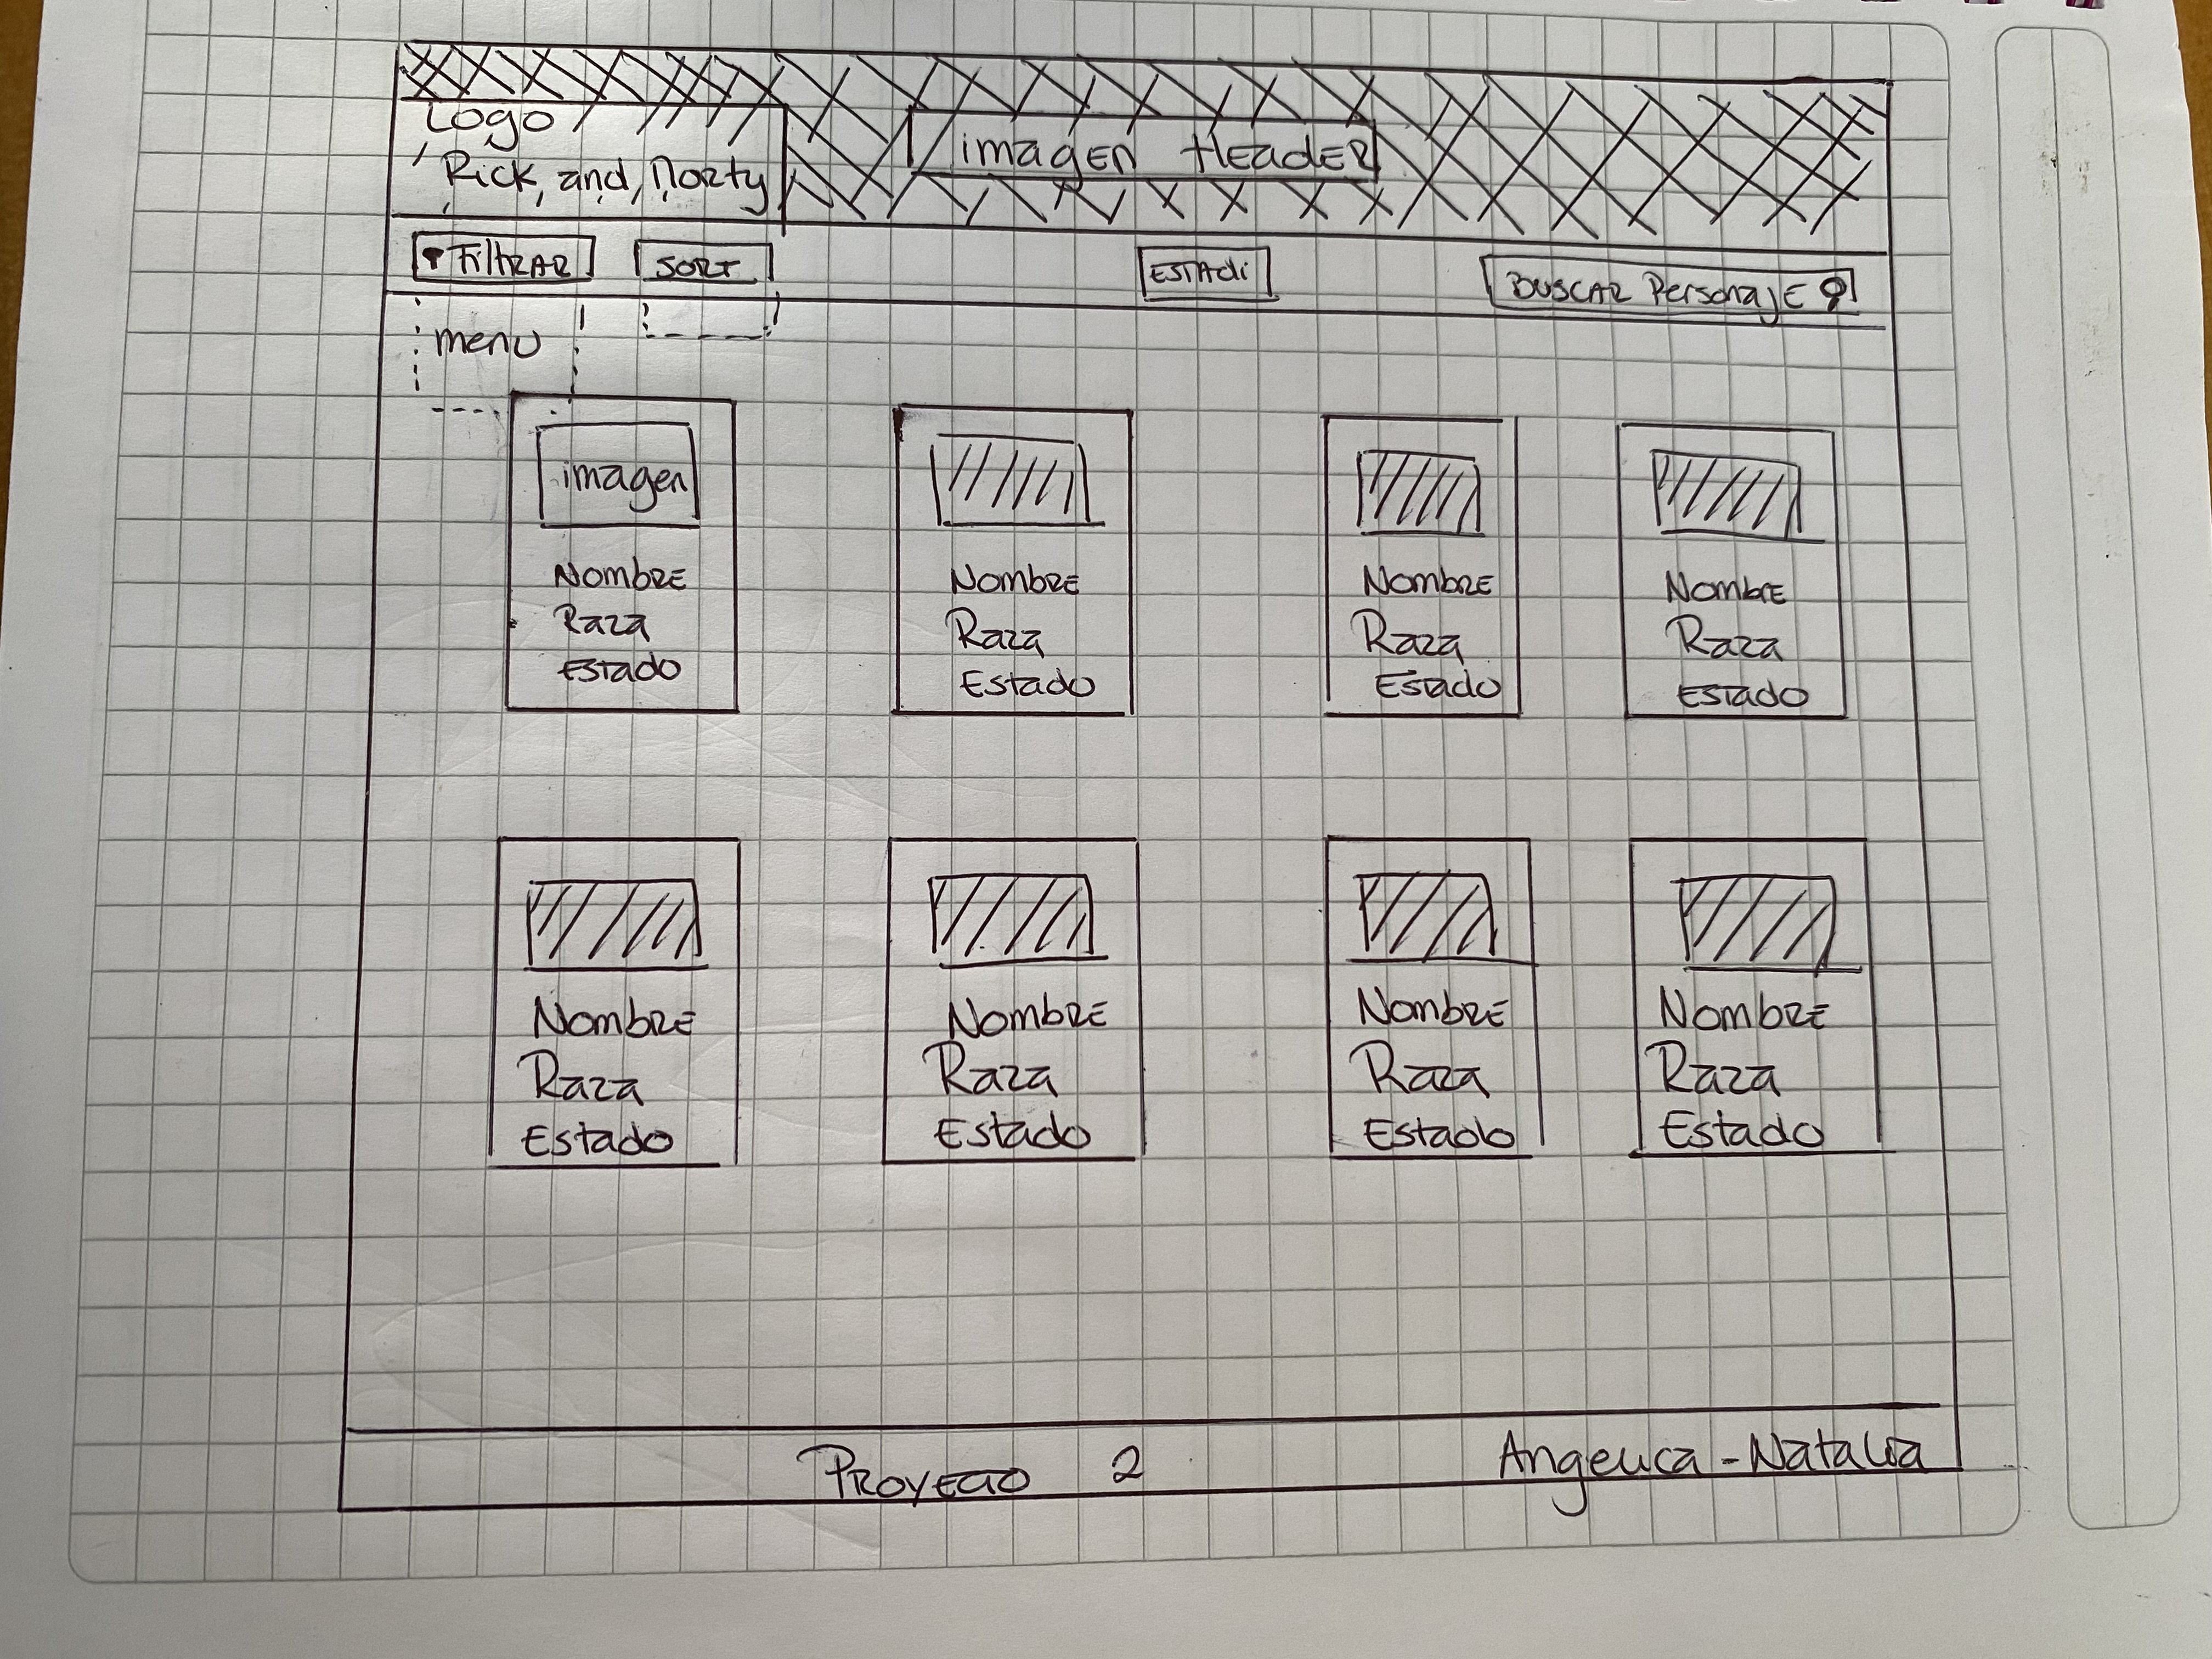 Logo
Rick and Morty
imagen Header
Filtrar
Sort
Estadi
Buscar Personaje
menu
imagen
Nombre
Raza
Estado
Nombre
Raza
Estado
Nombre
Raza
Estado
Nombre
Raza
Estado
Nombre
Raza
Estado
Nombre
Raza
Estado
Nombre
Raza
Estado
Nombre
Raza
Estado
Proyecto 2
Angelica - Natalia